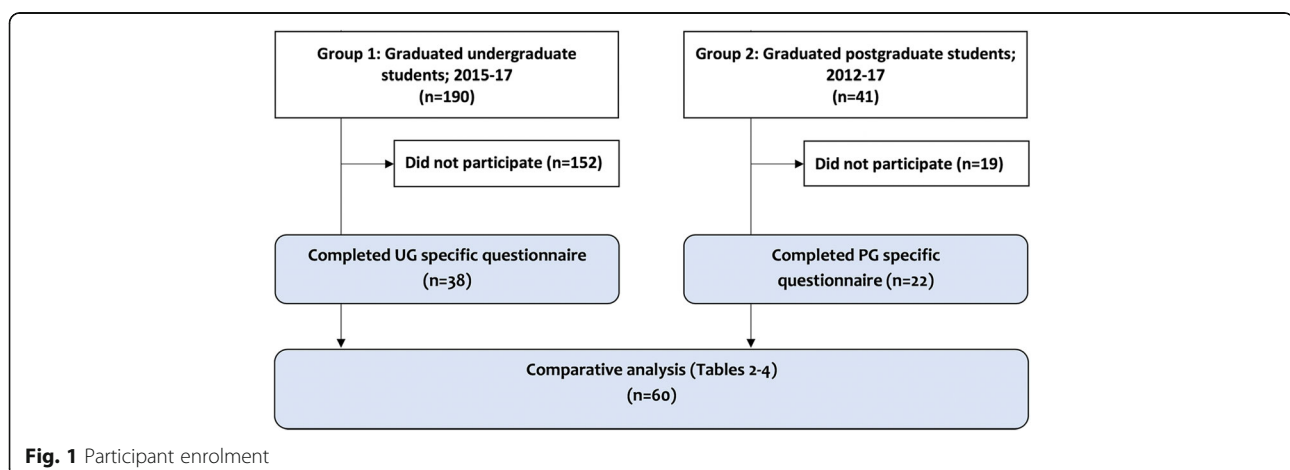 Group 1: Graduated undergraduate
students; 2015-17
(n=190)
Group 2: Graduated postgraduate students;
2012-17
(n=41)
Did not participate (n=152)
Did not participate (n=19)
Completed UG specific questionnaire
(n=38)
Completed PG specific
questionnaire (n=22)
Comparative analysis (Tables 2-4)
(n=60)
Fig. 1 Participant enrolment